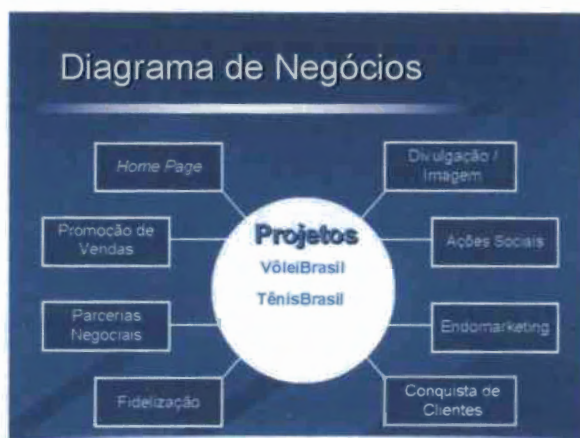 Diagrama de Negócios
Home Page
Divulgação /
Imagem
Promoção de
Vendas
Projetos
VôleiBrasil
TênisBrasil
Ações Sociais
Parcerias
Negociais
Endomarketing
Fidelização
Conquista de
Clientes